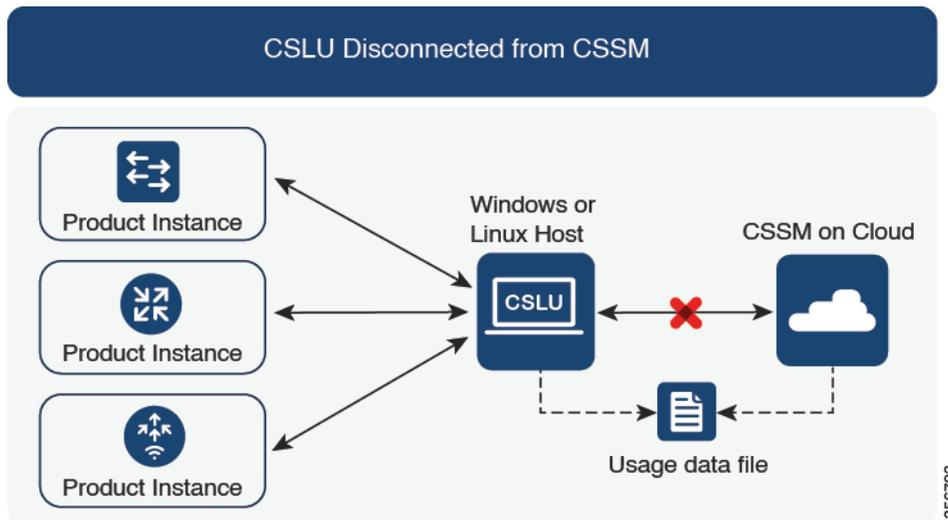 CSLU Disconnected from CSSM
Product Instance
Product Instance
Product Instance
Windows or
Linux Host
CSLU
CSSM on Cloud
Usage data file